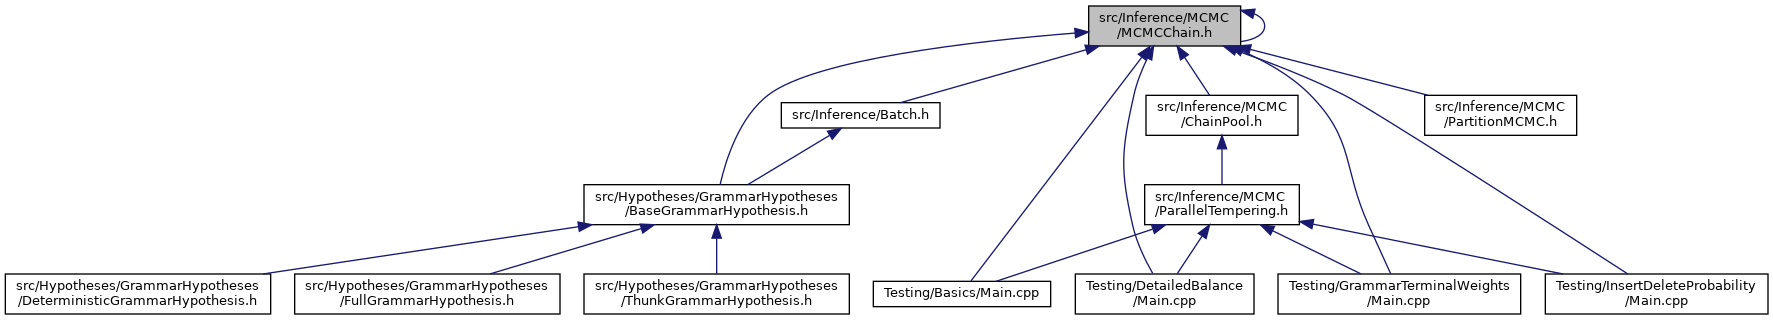 src/Inference/MCMC
/MCMCChain.h
src/Inference/Batch.h
src/Inference/MCMC
/ChainPool.h
src/Inference/MCMC
/PartitionMCMC.h
src/Hypotheses/GrammarHypotheses
/BaseGrammarHypothesis.h
src/Inference/MCMC
/ParallelTempering.h
src/Hypotheses/GrammarHypotheses
/DeterministicGrammarHypothesis.h
src/Hypotheses/GrammarHypotheses
/FullGrammarHypothesis.h
src/Hypotheses/GrammarHypotheses
/ThunkGrammarHypothesis.h
Testing/Basics/Main.cpp
Testing/DetailedBalance
/Main.cpp
Testing/GrammarTerminalWeights
/Main.cpp
Testing/InsertDeleteProbability
/Main.cpp